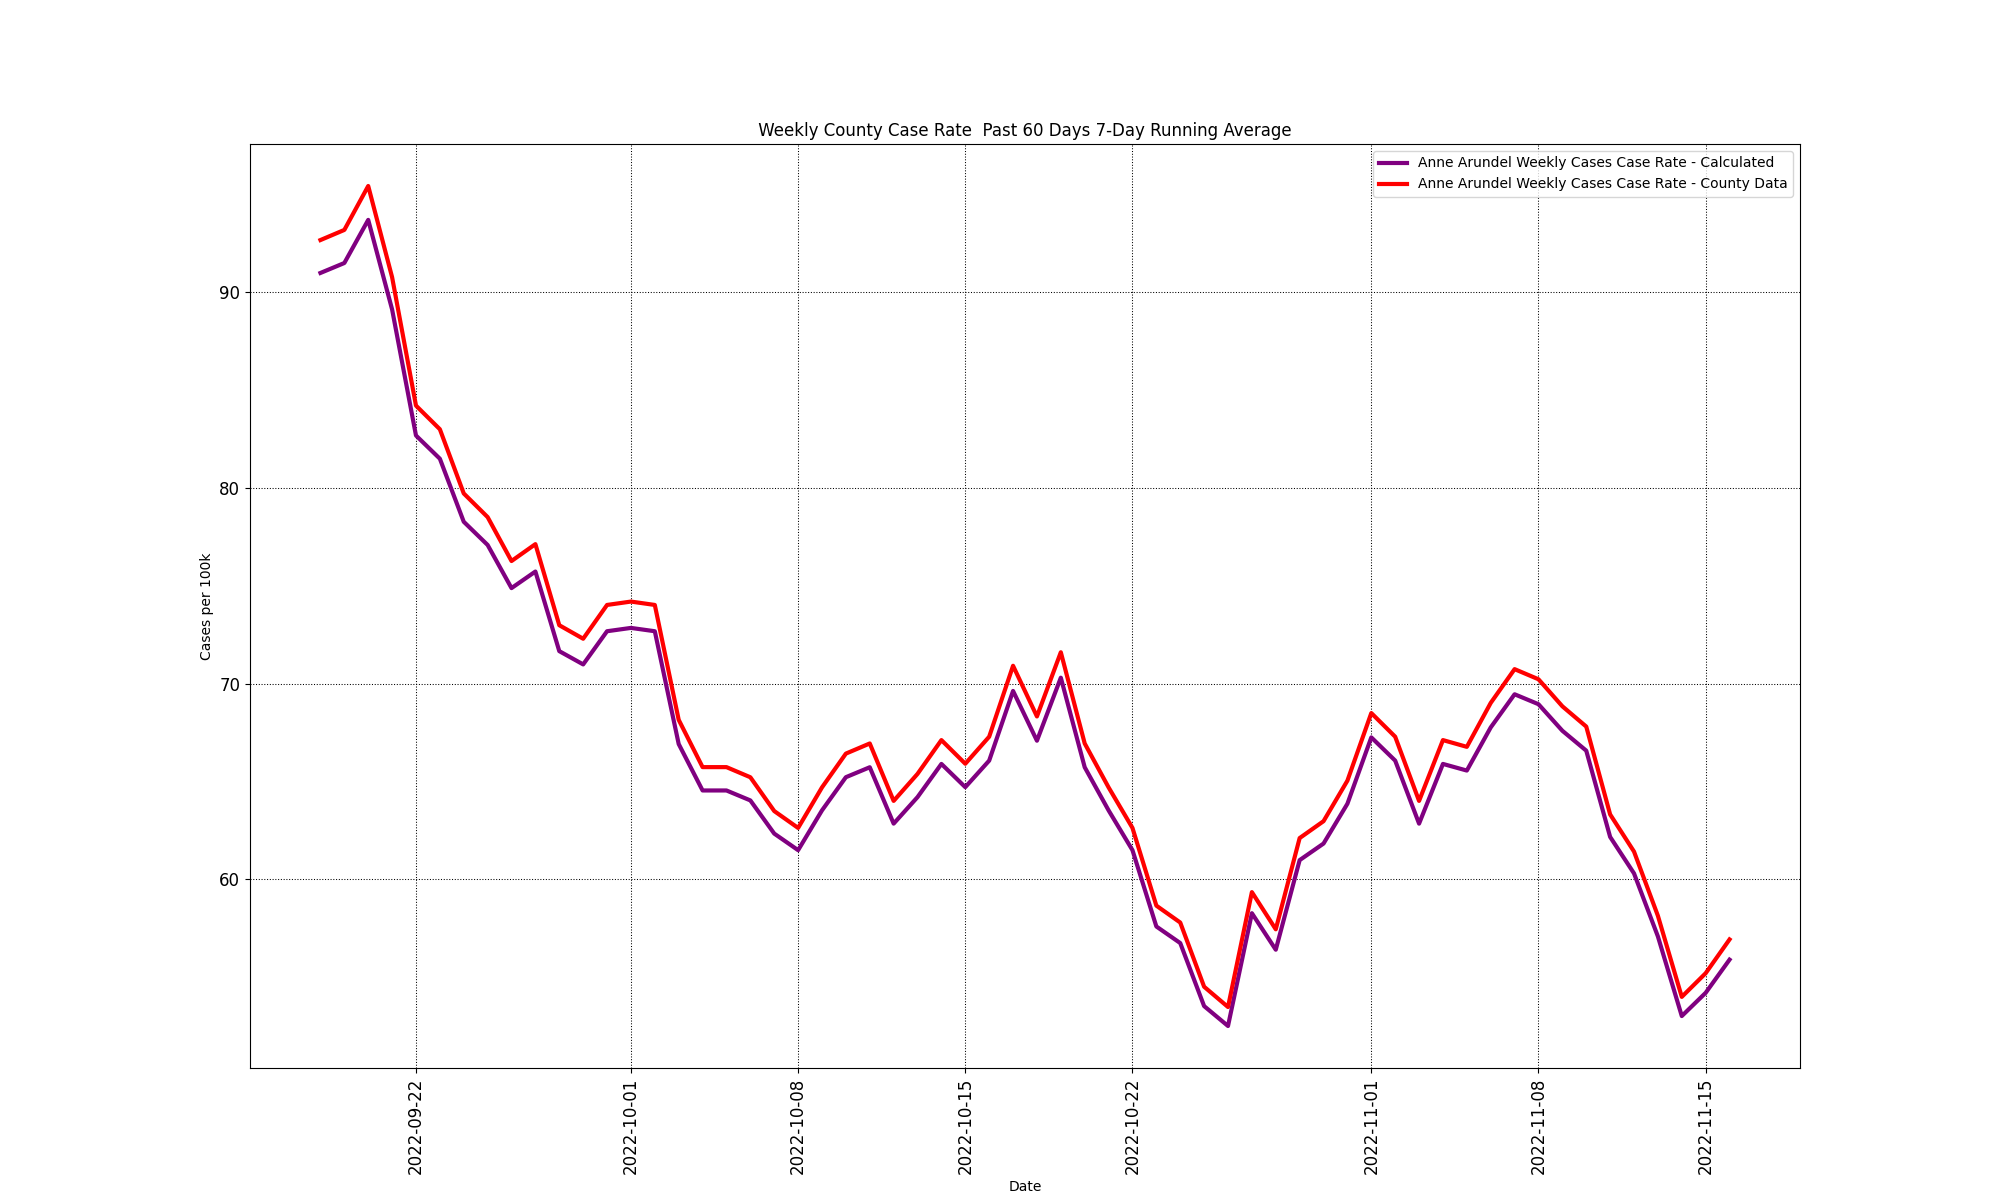 Weekly County Case Rate  Past 60 Days 7-Day Running Average
Anne Arundel Weekly Cases Case Rate - Calculated
Anne Arundel Weekly Cases Case Rate - County Data
Cases per 100k
90
80
70
60
2022-09-22
2022-10-01
2022-10-08
2022-10-15
2022-10-22
2022-11-01
2022-11-08
2022-11-15
Date